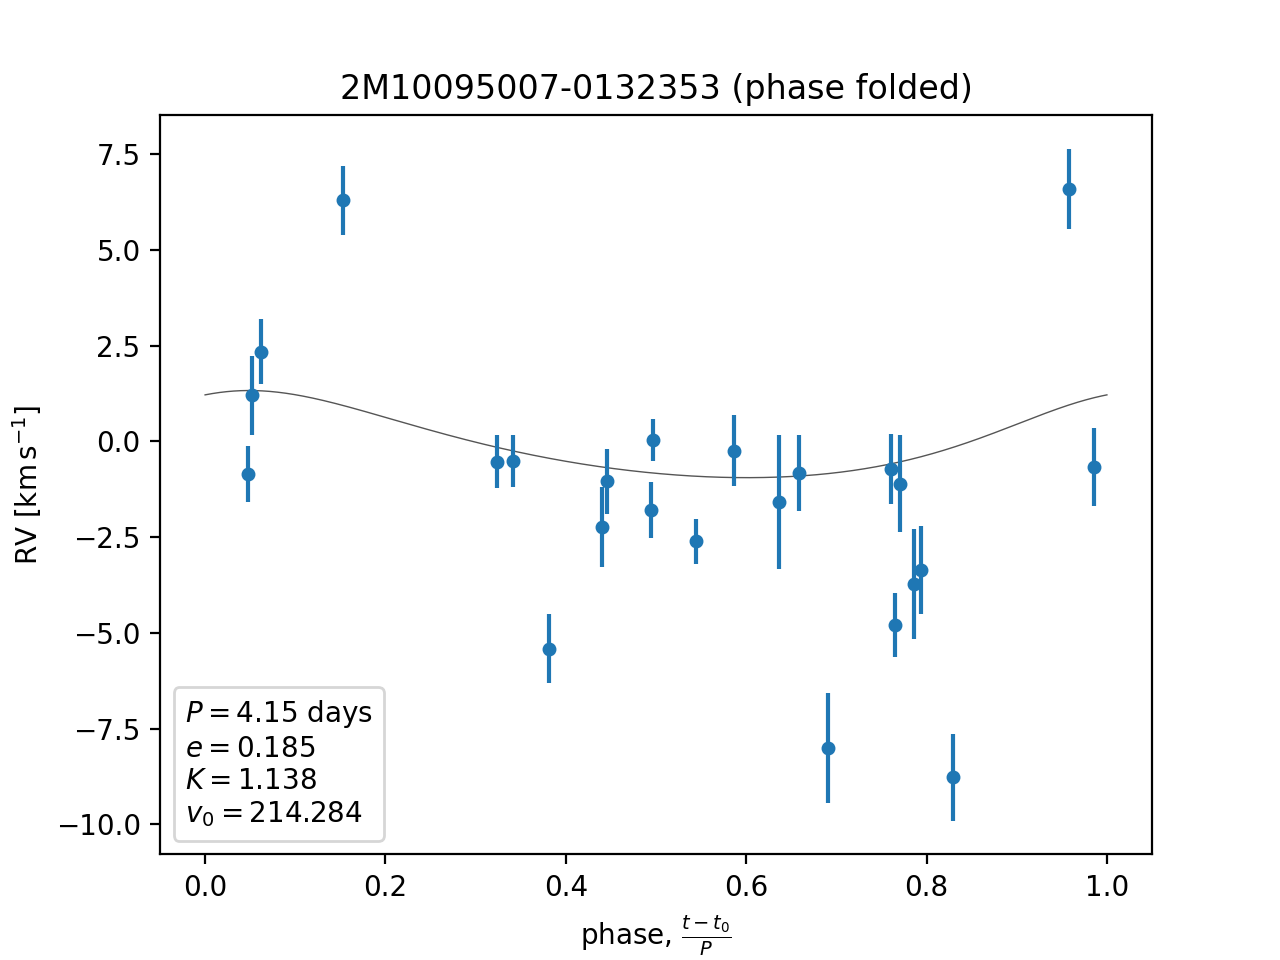 2M10095007-0132353 (phase folded)
7.5
5.0
2.5
0.0
−2.5
−5.0
−7.5
−10.0
RV [km s⁻¹]
P = 4.15 days
e = 0.185
K = 1.138
v₀ = 214.284
0.0 0.2 0.4 0.6 0.8 1.0
phase, (t − t₀)/P